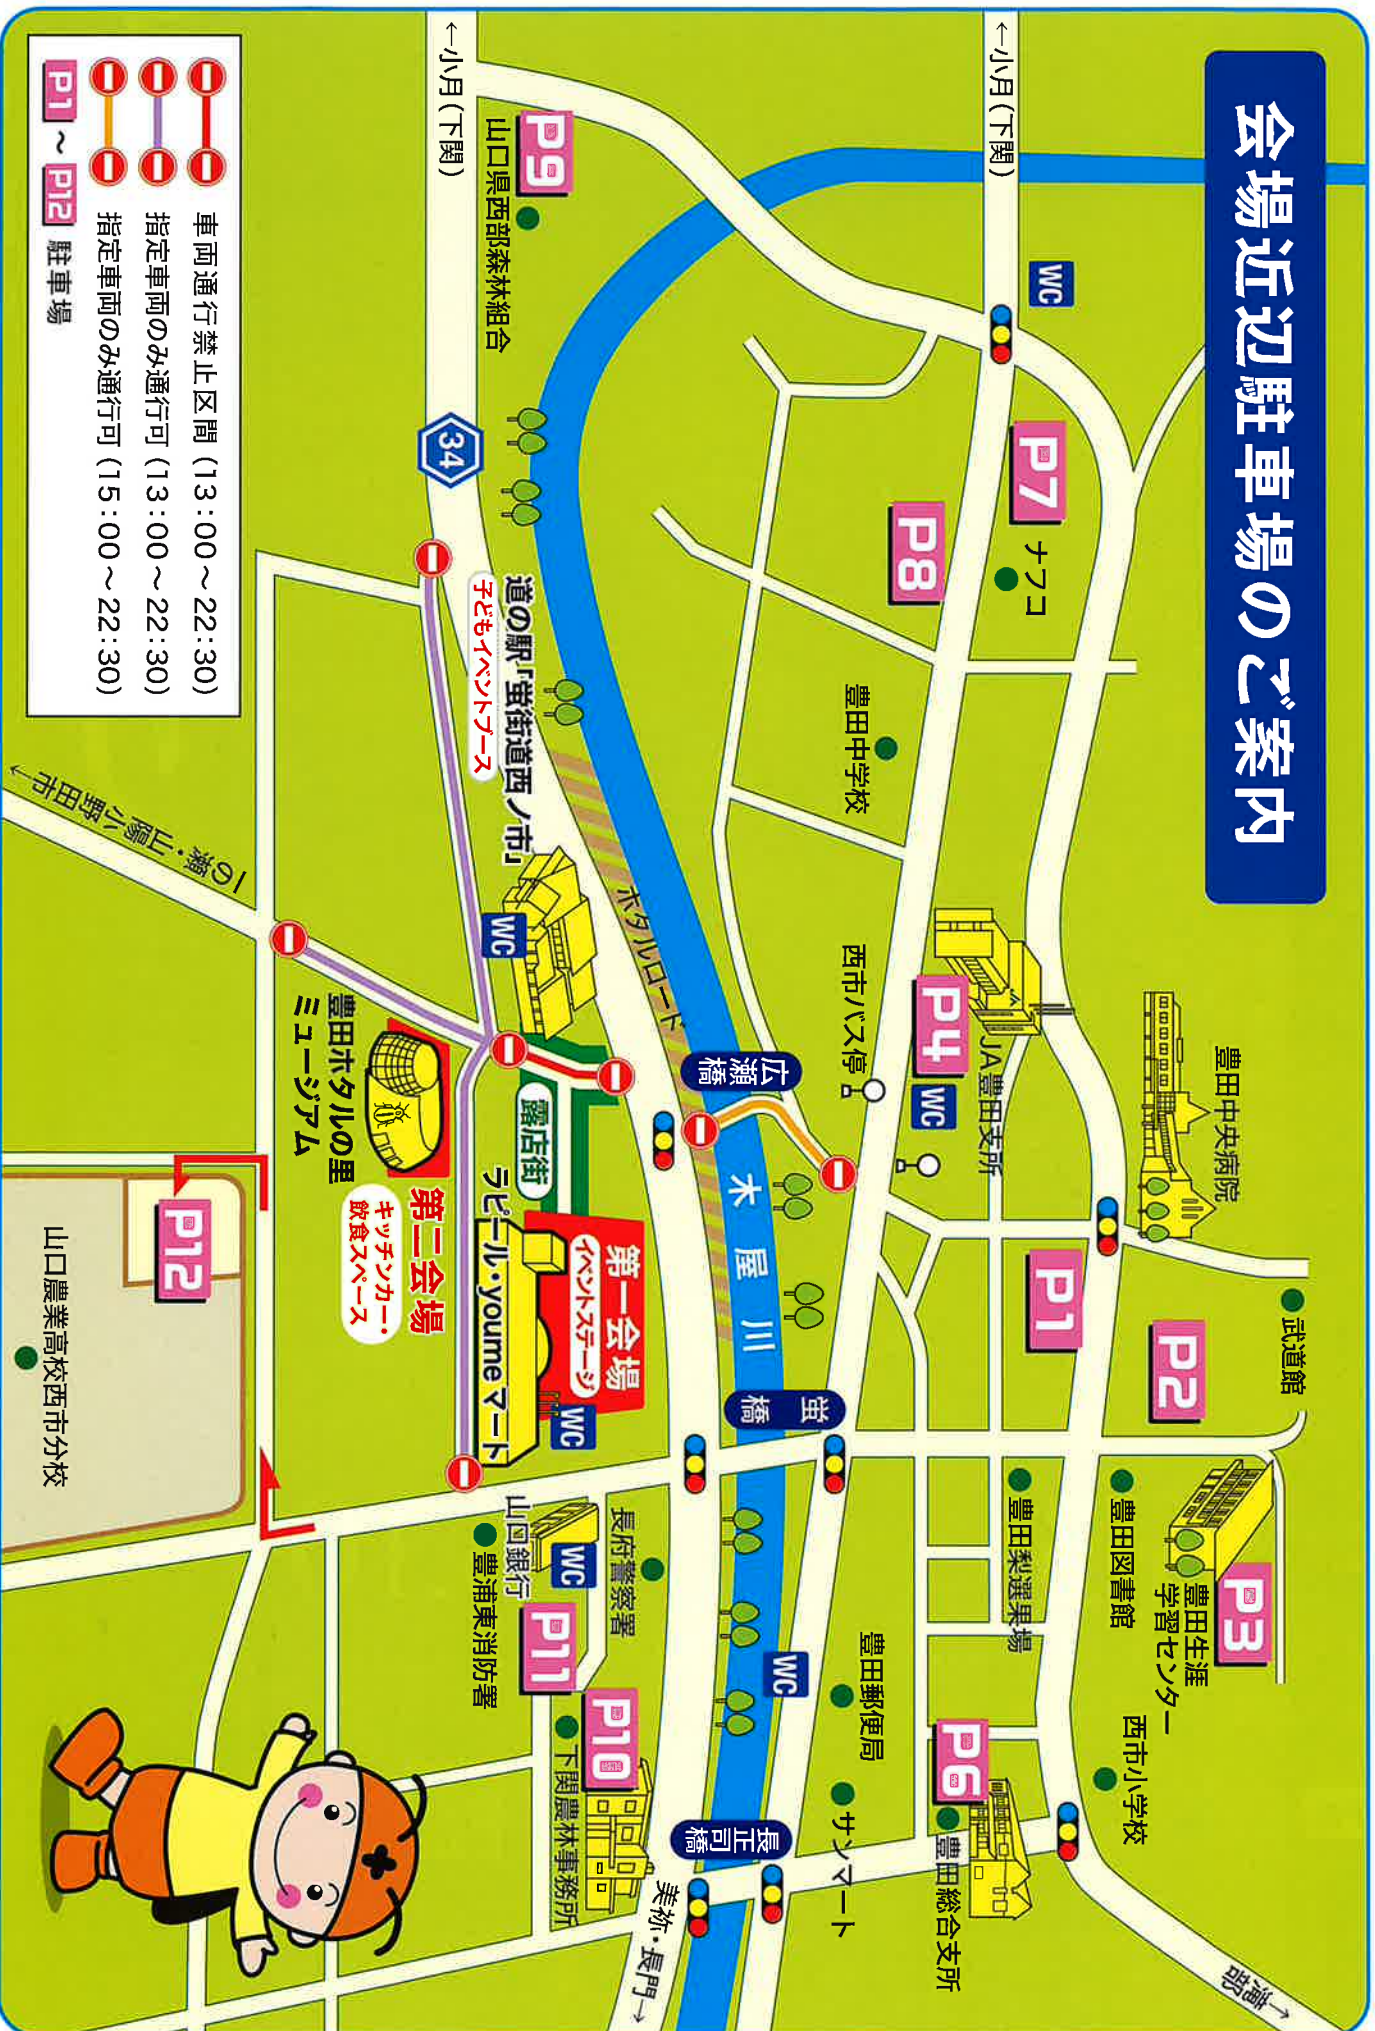 会場近辺駐車場のご案内
←小月(下関)
WC
P7
ナフコ
P8
豊田中学校
西市バス停
P4
WC
JA豊田支所
豊田中央病院
P1
P2
武道館
P3
豊田生涯
学習センター
豊田図書館
豊田梨選果場
西市小学校
P6
豊田総合支所
豊田郵便局
サンマート
滝部→
←小月(下関)
P9
山口県西部森林組合
34
道の駅「蛍街道西ノ市」
子どもイベントブース
WC
ホタルロード
広瀬橋
木屋川
蛍橋
WC
長正司橋
美祢・長門→
露店街
第一会場
イベントステージ
ラピール・youmeマート
WC
豊田ホタルの里
ミュージアム
第二会場
キッチンカー・
飲食スペース
長府警察署
山口銀行
WC
豊浦東消防署
P11
P10
下関農林事務所
P12
山口農業高校西市分校
一の瀬・山陽小野田市→
車両通行禁止区間(13:00～22:30)
指定車両のみ通行可(13:00～22:30)
指定車両のみ通行可(15:00～22:30)
P1～P12 駐車場